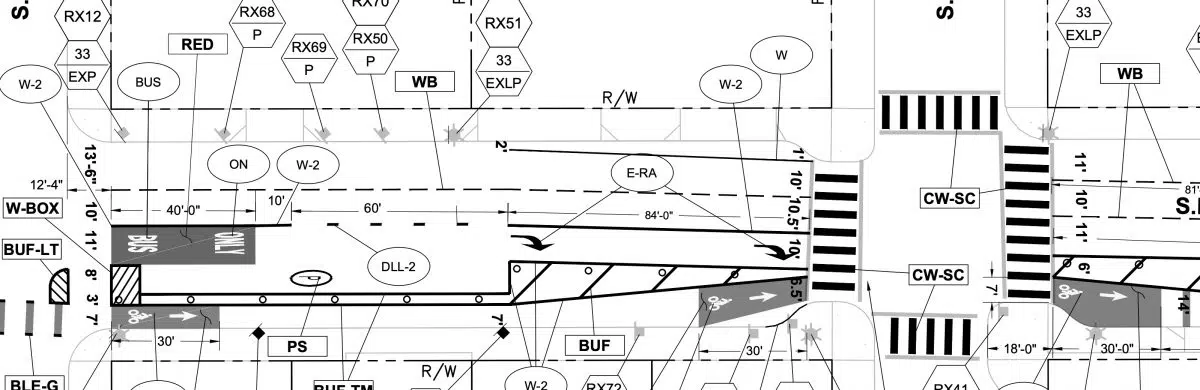 S.
RX12
33
EXP
W-2
RED
BUS
RX68
P
RX69
P
RX70
RX50
P
WB
RX51
33
EXLP
R/W
W-2
W
33
EXLP
WB
S.
13'-6"
12'-4"
W-BOX
BUF-LT
10'
11'
8'
3'
7'
40'-0"
10'
60'
84'-0"
2'
1'
10'
10.5'
10'
6.5'
ON
W-2
E-RA
DLL-2
BUS
ONLY
CW-SC
CW-SC
11'
10'
11'
6'
7'
81'
14'
30'
PS
7'
BUF
30'
18'-0"
30'-0"
R/W
W-2
BLE-G
BUF-TM
RX72
RX41